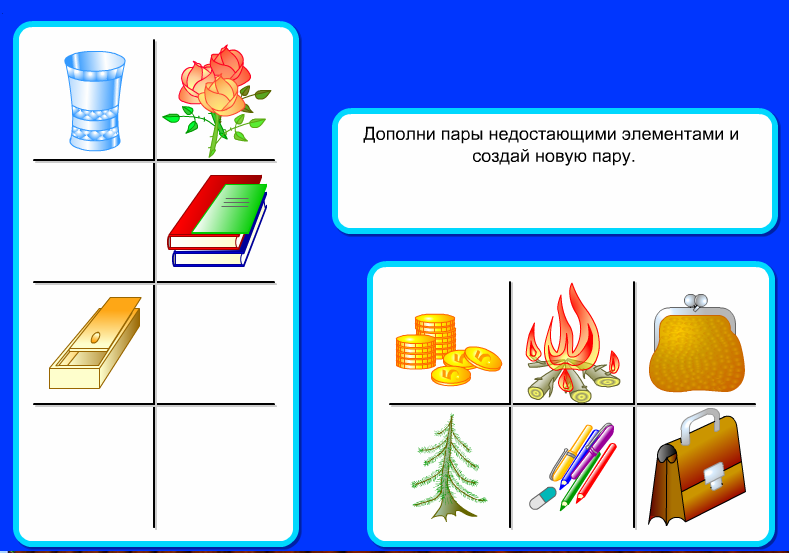 Дополни пары недостающими элементами и
создай новую пару.